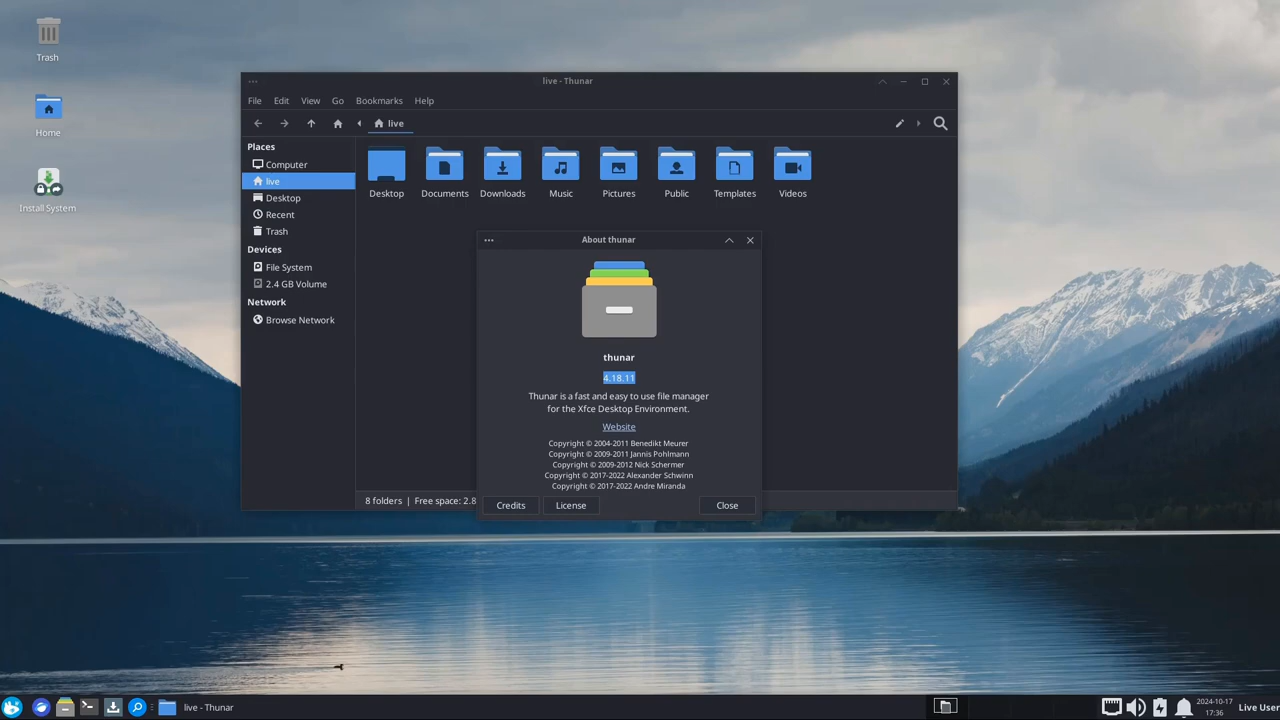 Trash
Home
Install System
live - Thunar
File Edit View Go Bookmarks Help
live
Places
Computer
live
Desktop
Recent
Trash
Devices
File System
2.4 GB Volume
Network
Browse Network
Desktop Documents Downloads Music Pictures Public Templates Videos
8 folders | Free space: 2.8
About thunar
thunar
4.18.11
Thunar is a fast and easy to use file manager
for the Xfce Desktop Environment.
Website
Copyright © 2004-2011 Benedikt Meurer
Copyright © 2009-2011 Jannis Pohlmann
Copyright © 2009-2012 Nick Schermer
Copyright © 2017-2022 Alexander Schwinn
Copyright © 2017-2022 Andre Miranda
Credits License Close
live - Thunar
2024-10-17
17:36
Live User